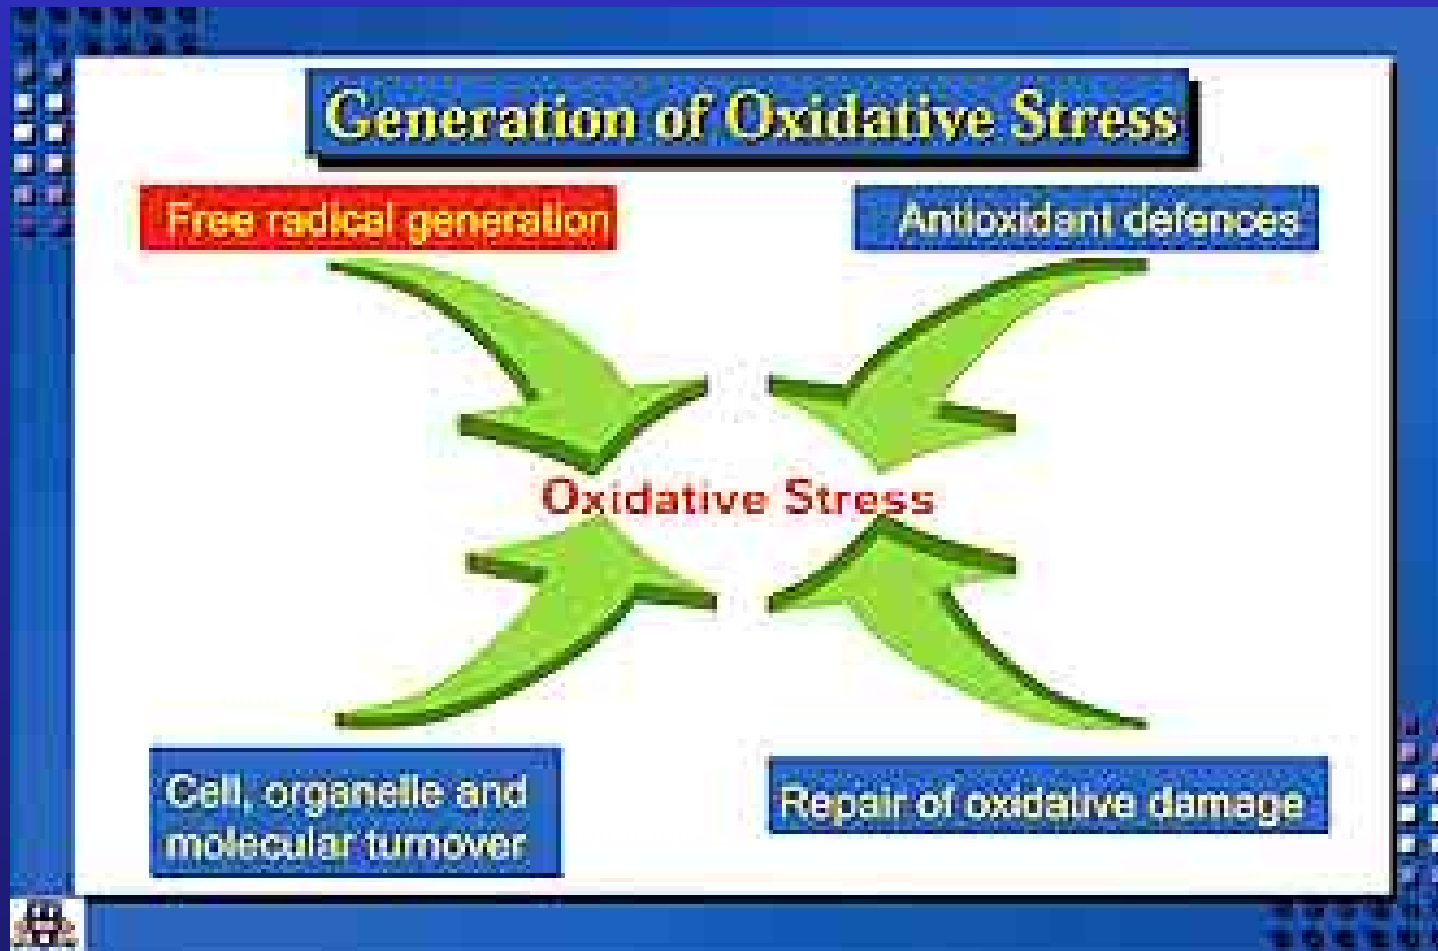 Generation of Oxidative Stress
Free radical generation
Antioxidant defences
Oxidative Stress
Cell, organelle and
molecular turnover
Repair of oxidative damage